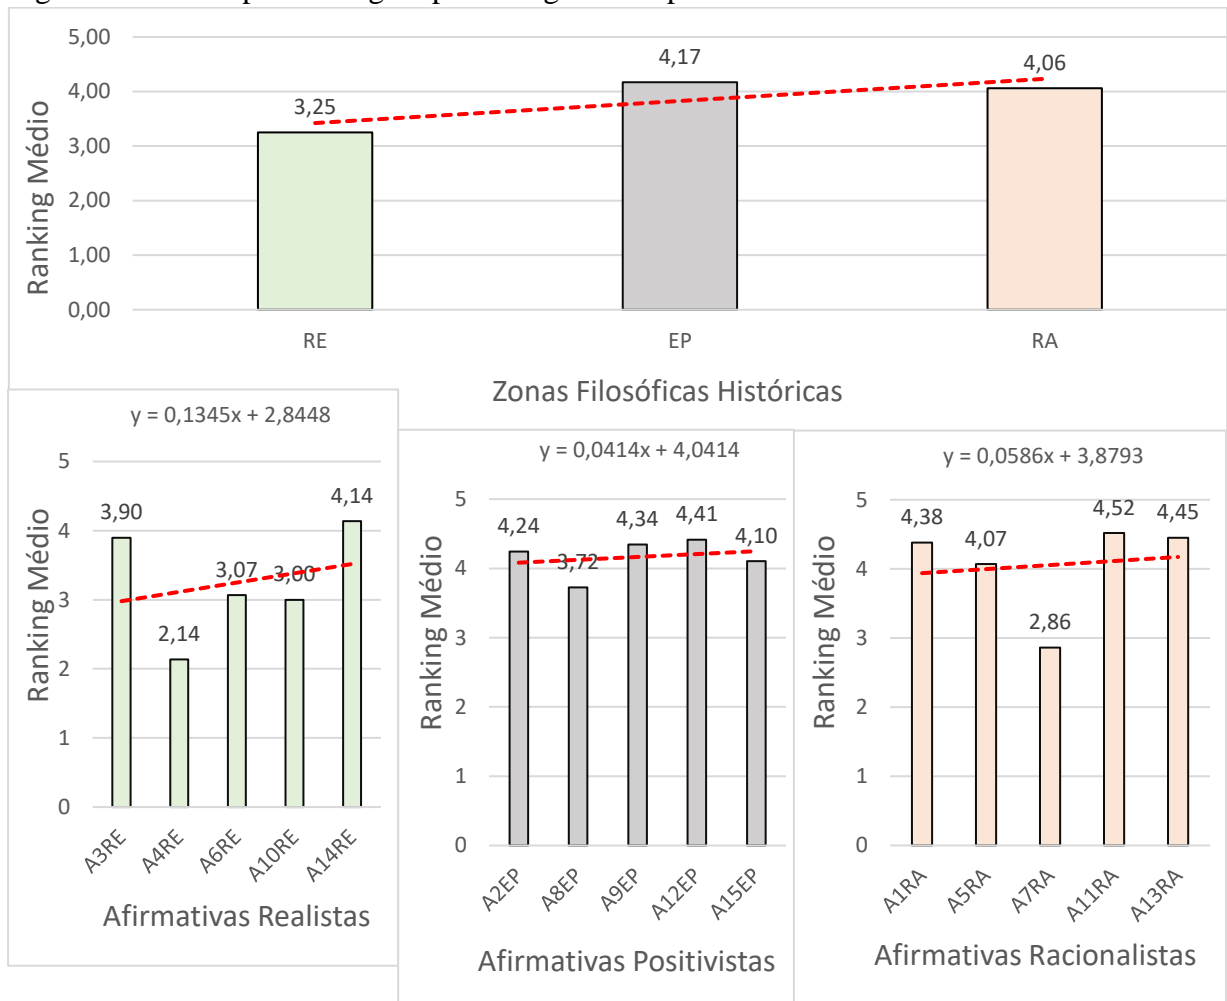 5,00
4,00
3,00
2,00
1,00
0,00
Ranking Médio
3,25
4,17
4,06
RE
EP
RA
Zonas Filosóficas Históricas
y = 0,1345x + 2,8448
5
4
3
2
1
0
Ranking Médio
3,90
2,14
3,07
3,00
4,14
A3RE
A4RE
A6RE
A10RE
A14RE
Afirmativas Realistas
y = 0,0414x + 4,0414
5
4
3
2
1
0
Ranking Médio
4,24
3,72
4,34
4,41
4,10
A2EP
A8EP
A9EP
A12EP
A15EP
Afirmativas Positivistas
y = 0,0586x + 3,8793
5
4
3
2
1
0
Ranking Médio
4,38
4,07
2,86
4,52
4,45
A1RA
A5RA
A7RA
A11RA
A13RA
Afirmativas Racionalistas